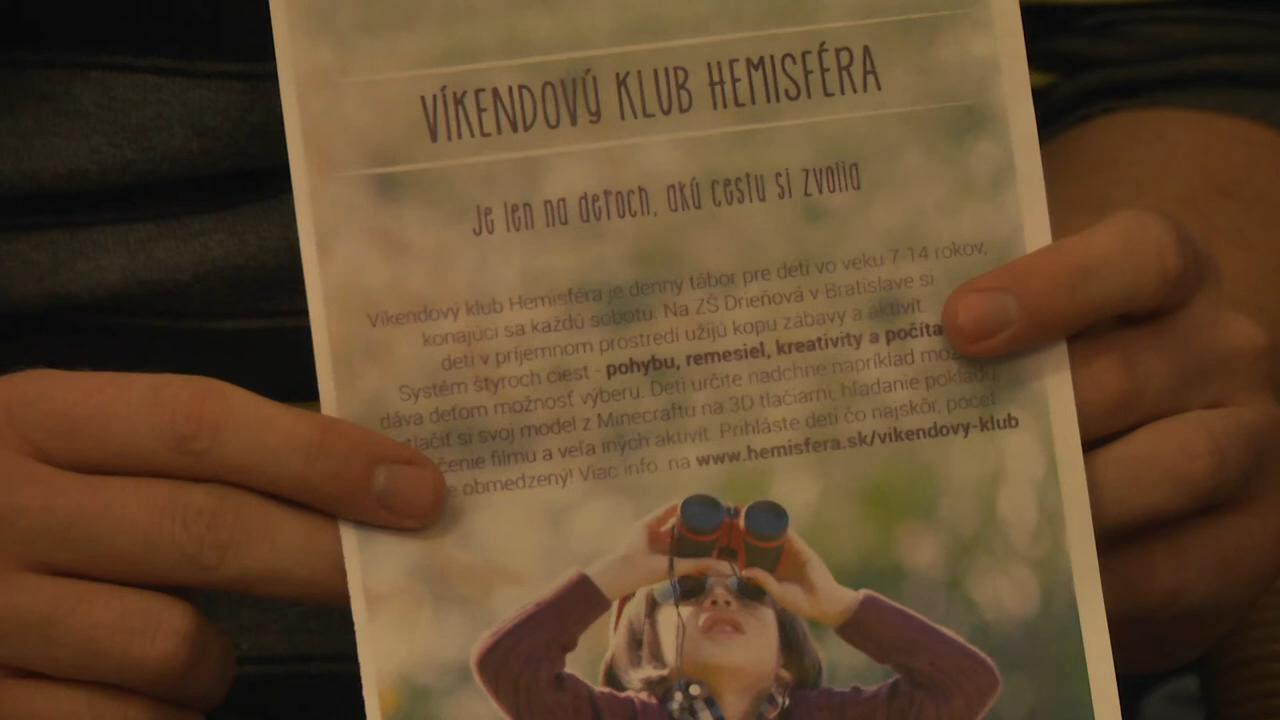 VÍKENDOVÝ KLUB HEMISFÉRA
Je len na deťoch, akú cestu si zvolia
Víkendový klub Hemisféra je denný tábor pre deti vo veku 7-14 rokov,
konajúci sa každú sobotu. Na ZŠ Drieňová v Bratislave si
deti v príjemnom prostredí užijú kopu zábavy a aktivít.
Systém štyroch ciest - pohybu, remesiel, kreativity a počíta
dáva deťom možnosť výberu. Deti určite nadchne napríklad mož
tlačiť si svoj model z Minecraftu na 3D tlačiarni, hľadanie pokladu,
čenie filmu a veľa iných aktivít. Prihláste deti čo najskôr, počet
e obmedzený! Viac info. na www.hemisfera.sk/vikendovy-klub